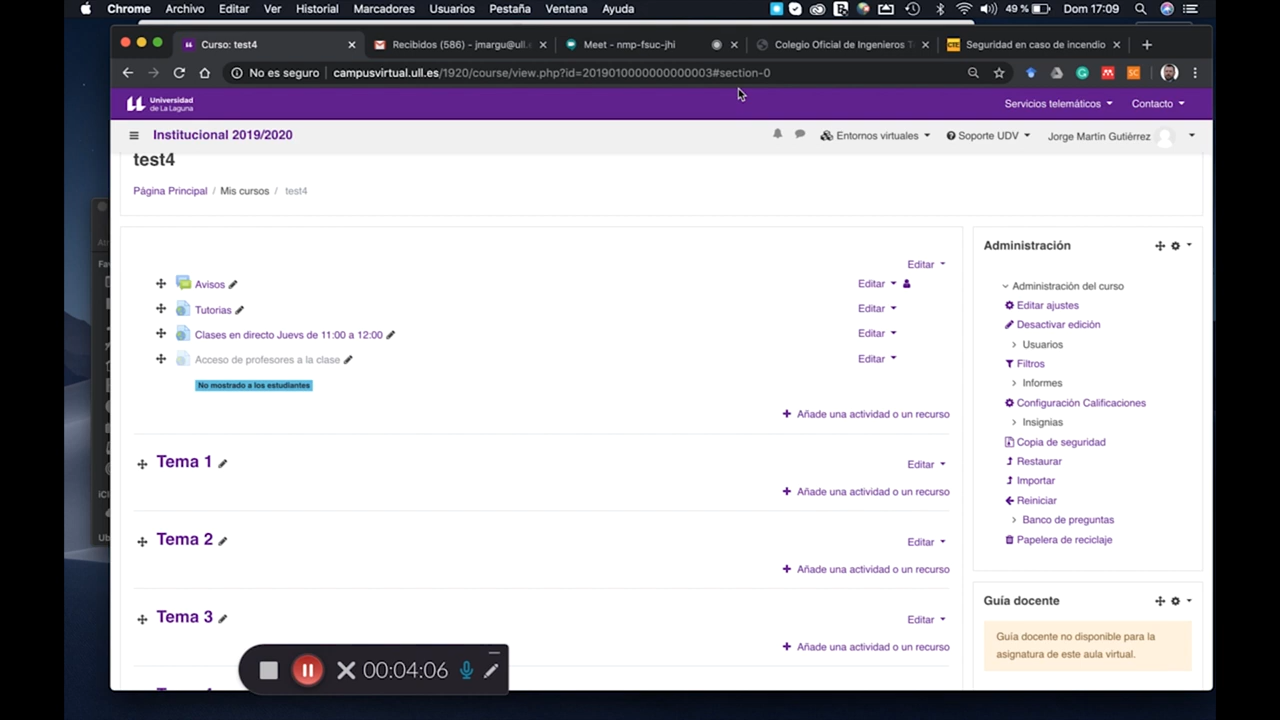 Chrome Archivo Editar Ver Historial Marcadores Usuarios Pestaña Ventana Ayuda 49 % Dom 17:09
Curso: test4 Recibidos (586) - jmargu@ull. Meet - nmp-fsuc-jhi Colegio Oficial de Ingenieros T Seguridad en caso de incendio
No es seguro campusvirtual.ull.es/1920/course/view.php?id=2019010000000000003#section-0
Universidad
de La Laguna
Servicios telemáticos Contacto
Institucional 2019/2020 Entornos virtuales Soporte UDV Jorge Martín Gutiérrez
test4
Página Principal / Mis cursos / test4
Editar
Avisos Editar
Tutorias Editar
Clases en directo Juevs de 11:00 a 12:00 Editar
Acceso de profesores a la clase Editar
No mostrado a los estudiantes
Añade una actividad o un recurso
Tema 1 Editar
Añade una actividad o un recurso
Tema 2 Editar
Añade una actividad o un recurso
Tema 3 Editar
Añade una actividad o un recurso
Administración
Administración del curso
Editar ajustes
Desactivar edición
Usuarios
Filtros
Informes
Configuración Calificaciones
Insignias
Copia de seguridad
Restaurar
Importar
Reiniciar
Banco de preguntas
Papelera de reciclaje
Guía docente
Guía docente no disponible para la
asignatura de este aula virtual.
00:04:06